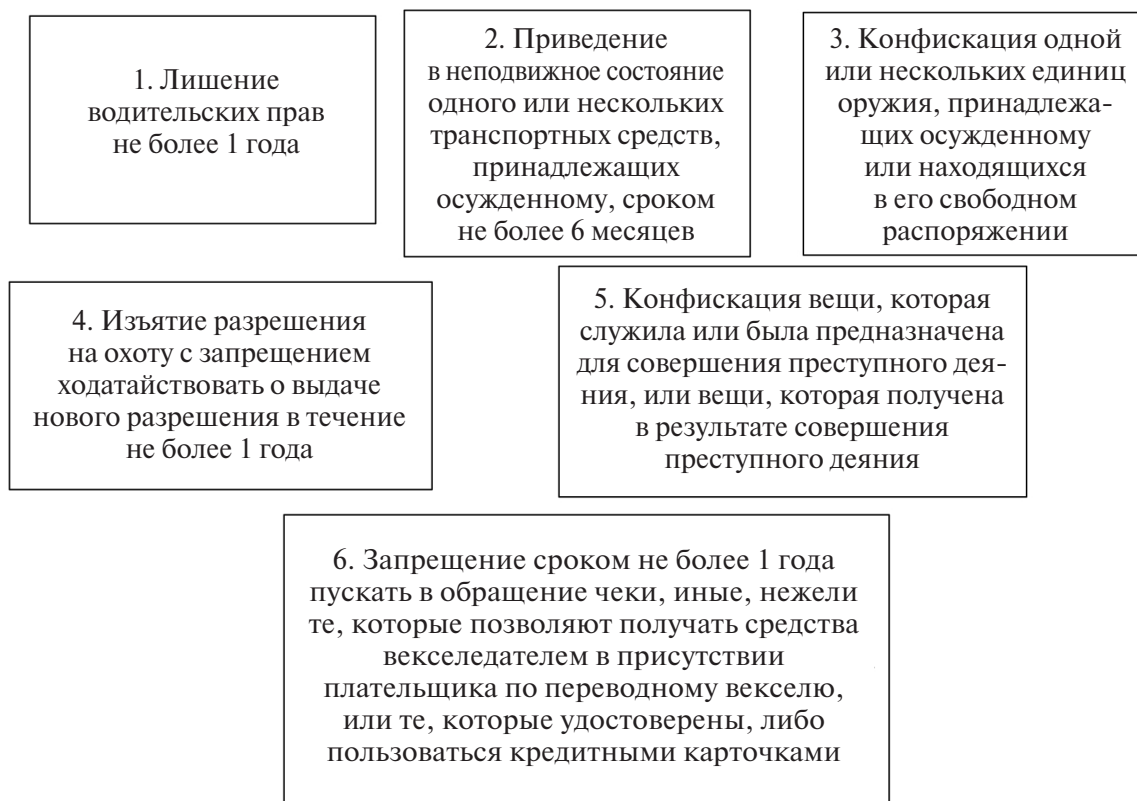 1. Лишение
водительских прав
не более 1 года
2. Приведение
в неподвижное состояние
одного или нескольких
транспортных средств,
принадлежащих
осужденному, сроком
не более 6 месяцев
3. Конфискация одной
или нескольких единиц
оружия, принадлежа-
щих осужденному
или находящихся
в его свободном
распоряжении
4. Изъятие разрешения
на охоту с запрещением
ходатайствовать о выдаче
нового разрешения в течение
не более 1 года
5. Конфискация вещи, которая
служила или была предназначена
для совершения преступного дея-
ния, или вещи, которая получена
в результате совершения
преступного деяния
6. Запрещение сроком не более 1 года
пускать в обращение чеки, иные, нежели
те, которые позволяют получать средства
векселедателем в присутствии
плательщика по переводному векселю,
или те, которые удостоверены, либо
пользоваться кредитными карточками